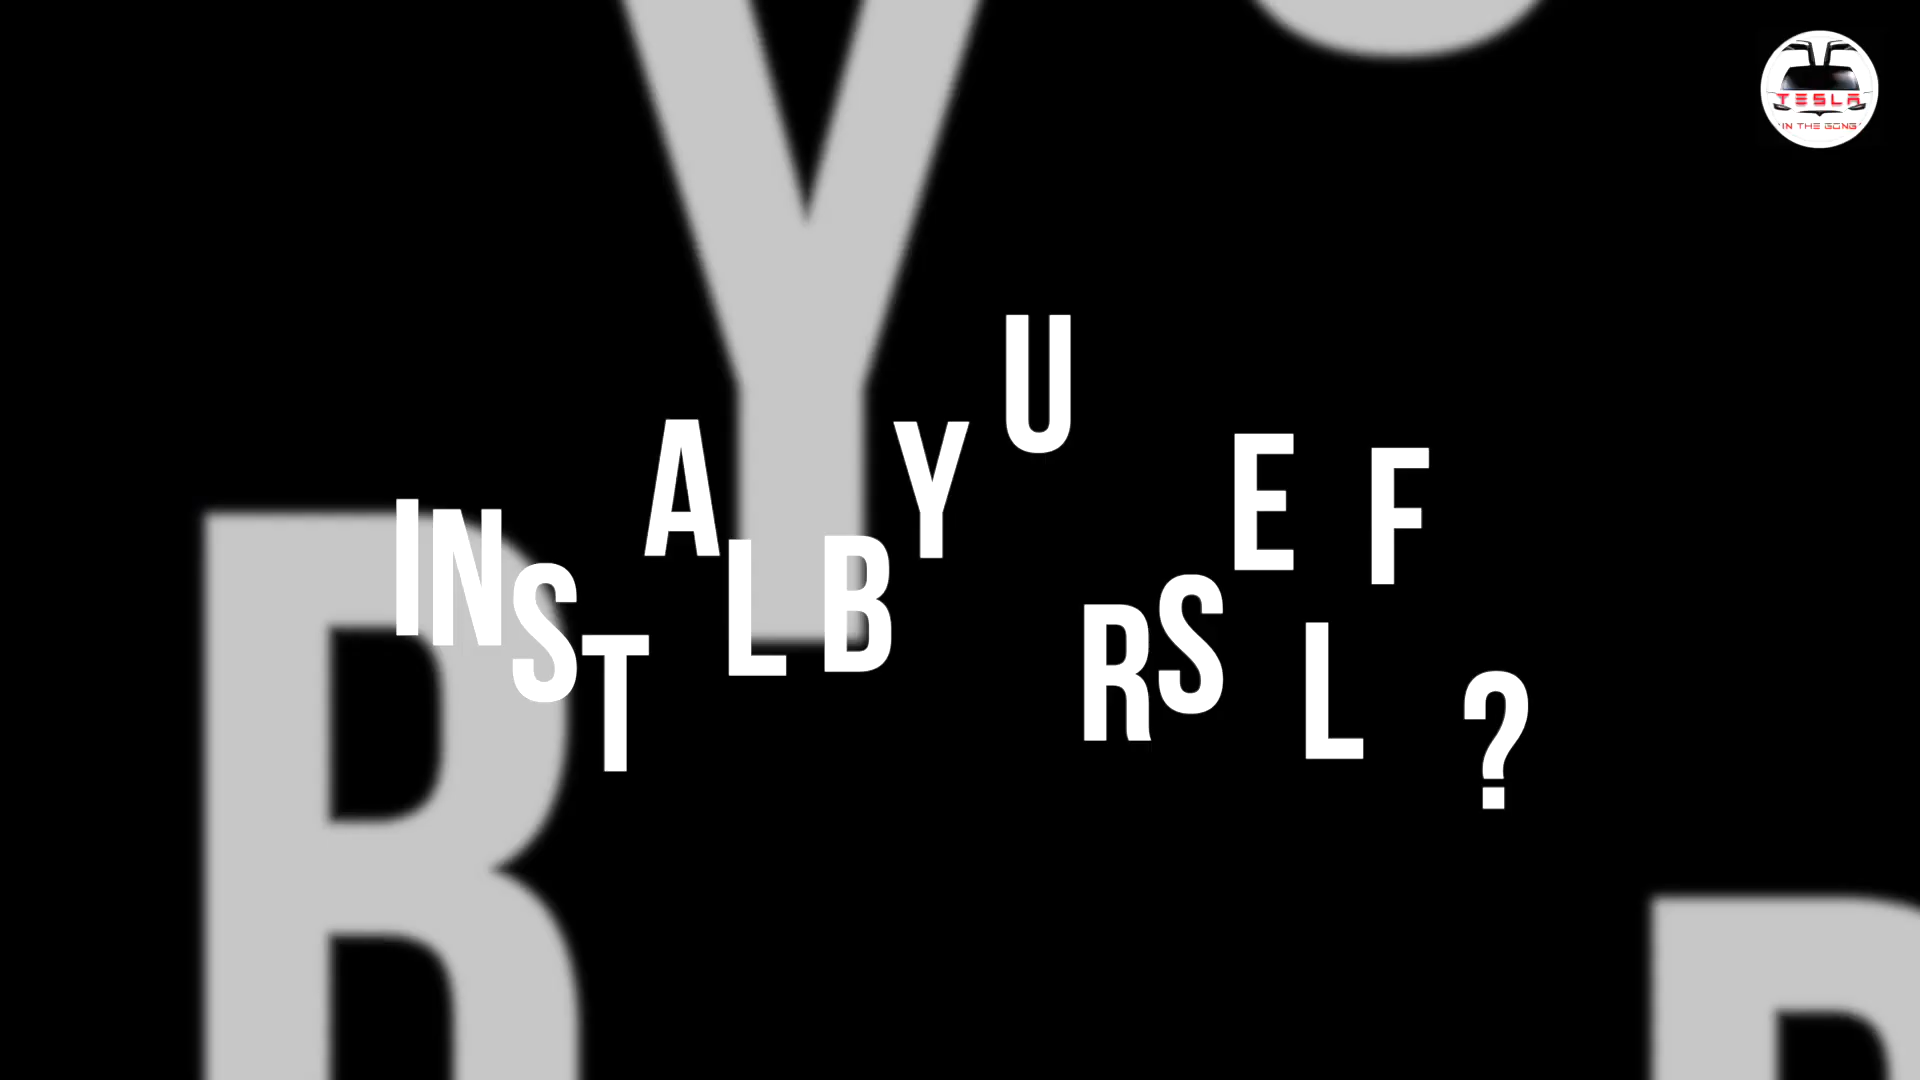 TESLA
'IN THE GONG'
INSTAL BY URSELF ?
Y